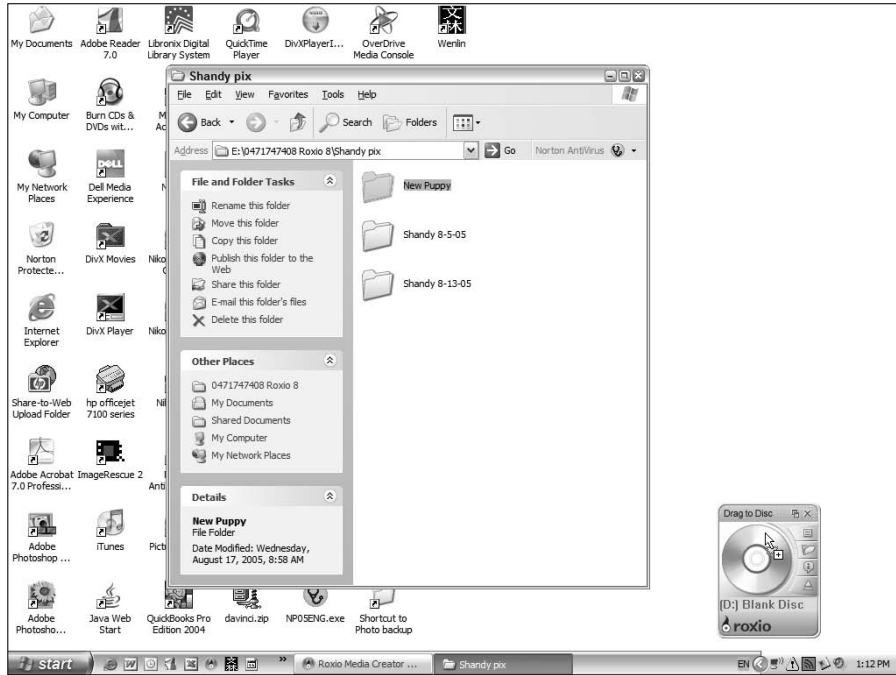 My Documents
Adobe Reader
7.0
Libronix Digital
Library System
QuickTime
Player
DivXPlayerI...
OverDrive
Media Console
Wenlin
My Computer
Burn CDs &
DVDs wit...
My Network
Places
Dell Media
Experience
DELL
Norton
Protecte...
DivX Movies
Niko
Internet
Explorer
DivX Player
Niko
Share-to-Web
Upload Folder
hp officejet
7100 series
Adobe Acrobat
7.0 Professi...
ImageRescue 2
Anti
Adobe
Photoshop ...
iTunes
Pict
Adobe
Photosho...
Java Web
Start
QuickBooks Pro
Edition 2004
davinci.zip
NP05ENG.exe
Shortcut to
Photo backup
Shandy pix
File Edit View Favorites Tools Help
Back Search Folders
Address E:\0471747408 Roxio 8\Shandy pix Go Norton AntiVirus
File and Folder Tasks
Rename this folder
Move this folder
Copy this folder
Publish this folder to the
Web
Share this folder
E-mail this folder's files
Delete this folder
Other Places
0471747408 Roxio 8
My Documents
Shared Documents
My Computer
My Network Places
Details
New Puppy
File Folder
Date Modified: Wednesday,
August 17, 2005, 8:58 AM
New Puppy
Shandy 8-5-05
Shandy 8-13-05
Drag to Disc
(D:) Blank Disc
roxio
start » Roxio Media Creator ... Shandy pix EN 1:12 PM